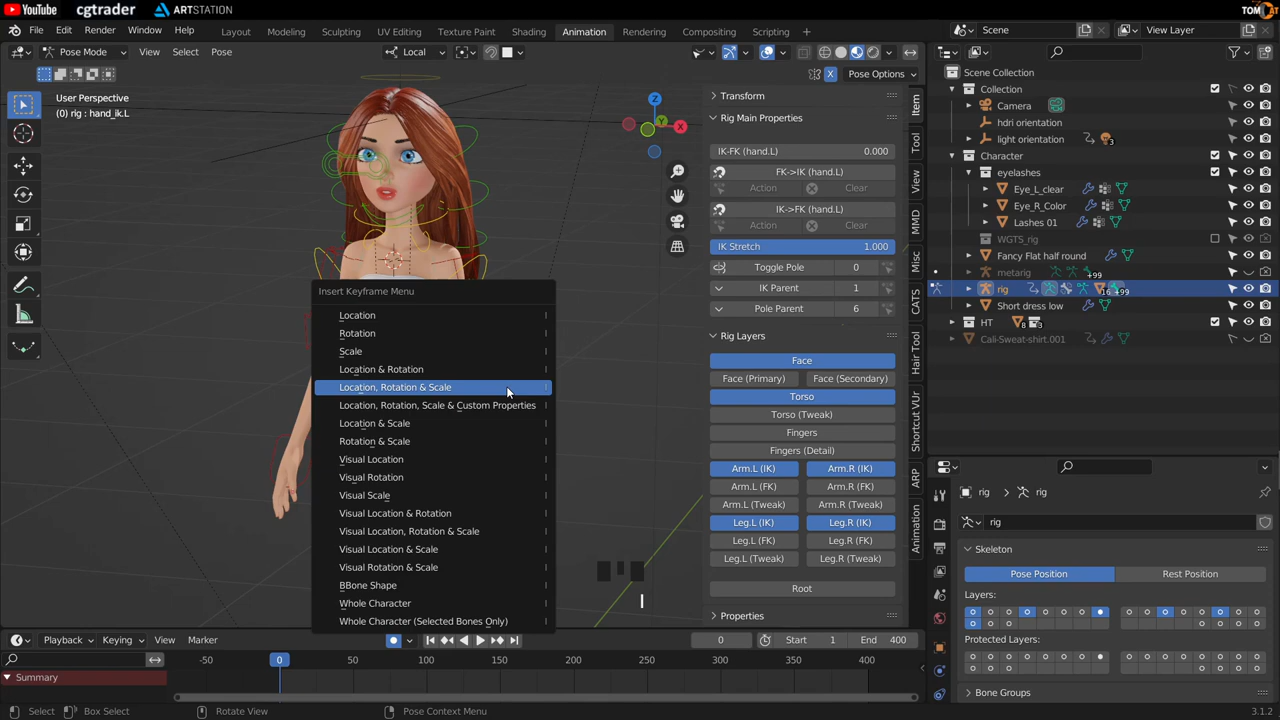 YouTube cgtrader ARTSTATION TOMCAT
File Edit Render Window Help Layout Modeling Sculpting UV Editing Texture Paint Shading Animation Rendering Compositing Scripting Scene View Layer
Pose Mode View Select Pose Local
Pose Options
X
User Perspective
(0) rig : hand_ik.L
Z
Y
X
Transform
Rig Main Properties
IK-FK (hand.L) 0.000
FK->IK (hand.L)
Action Clear
IK->FK (hand.L)
Action Clear
IK Stretch 1.000
Toggle Pole 0
IK Parent 1
Pole Parent 6
Rig Layers
Face
Face (Primary) Face (Secondary)
Torso
Torso (Tweak)
Fingers
Fingers (Detail)
Arm.L (IK) Arm.R (IK)
Arm.L (FK) Arm.R (FK)
Arm.L (Tweak) Arm.R (Tweak)
Leg.L (IK) Leg.R (IK)
Leg.L (FK) Leg.R (FK)
Leg.L (Tweak) Leg.R (Tweak)
Root
Properties
Item
Tool
View
MMD
Misc
CATS
Hair Tool
Shortcut VUr
ARP
Animation
Insert Keyframe Menu
Location I
Rotation I
Scale I
Location & Rotation I
Location, Rotation & Scale I
Location, Rotation, Scale & Custom Properties I
Location & Scale I
Rotation & Scale I
Visual Location I
Visual Rotation I
Visual Scale I
Visual Location & Rotation I
Visual Location, Rotation & Scale I
Visual Location & Scale I
Visual Rotation & Scale I
BBone Shape I
Whole Character I
Whole Character (Selected Bones Only) I
I
Scene Collection
Collection
Camera
hdri orientation
light orientation 3
Character
eyelashes
Eye_L_clear
Eye_R_Color
Lashes 01
WGTS_rig
Fancy Flat half round
metarig +99
rig 16 +99
Short dress low
HT 8 3
Cali-Sweat-shirt.001
rig rig
rig
Skeleton
Pose Position Rest Position
Layers:
Protected Layers:
Bone Groups
Playback Keying View Marker 0 Start 1 End 400
-50 0 50 100 150 200 250 300 350 400
Summary
Select Box Select Rotate View Pose Context Menu 3.1.2